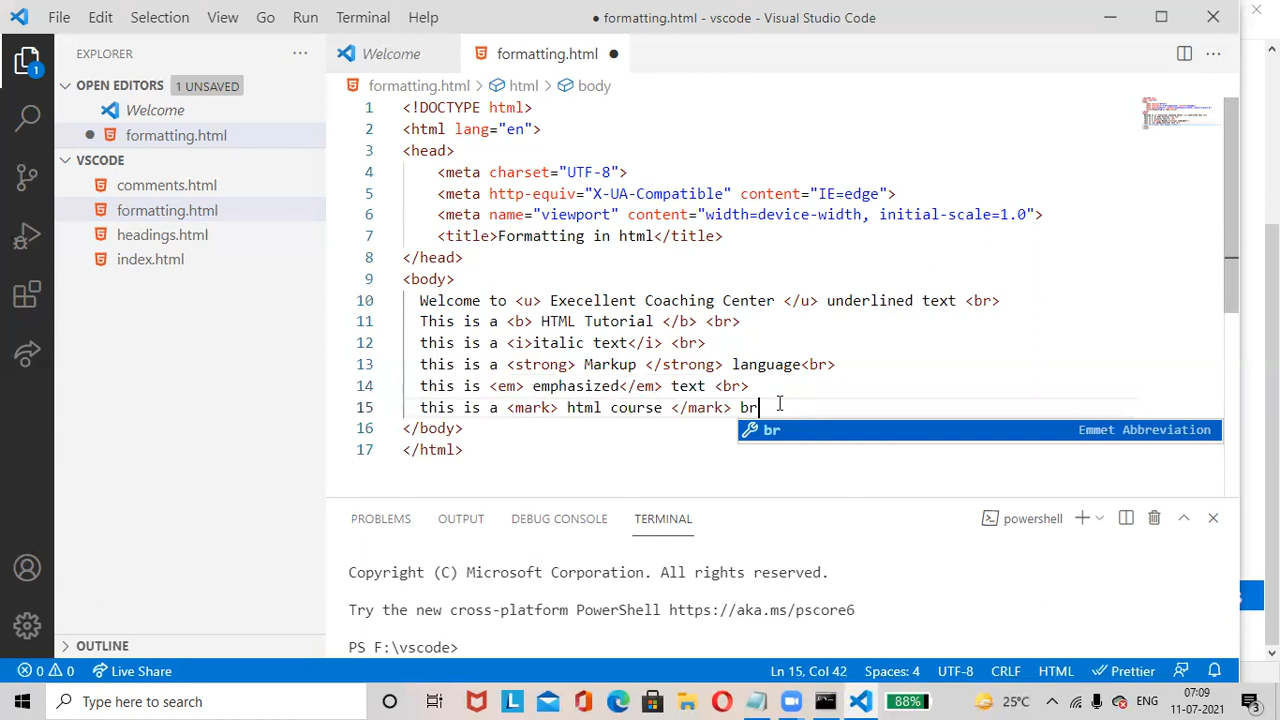 File Edit Selection View Go Run Terminal Help ● formatting.html - vscode - Visual Studio Code
EXPLORER
OPEN EDITORS 1 UNSAVED
Welcome
formatting.html
VSCODE
comments.html
formatting.html
headings.html
index.html
OUTLINE
1
Welcome formatting.html
formatting.html > html > body
1 <!DOCTYPE html>
2 <html lang="en">
3 <head>
4 <meta charset="UTF-8">
5 <meta http-equiv="X-UA-Compatible" content="IE=edge">
6 <meta name="viewport" content="width=device-width, initial-scale=1.0">
7 <title>Formatting in html</title>
8 </head>
9 <body>
10 Welcome to <u> Execellent Coaching Center </u> underlined text <br>
11 This is a <b> HTML Tutorial </b> <br>
12 this is a <i>italic text</i> <br>
13 this is a <strong> Markup </strong> language<br>
14 this is <em> emphasized</em> text <br>
15 this is a <mark> html course </mark> br
br Emmet Abbreviation
16 </body>
17 </html>
PROBLEMS OUTPUT DEBUG CONSOLE TERMINAL powershell
Copyright (C) Microsoft Corporation. All rights reserved.
Try the new cross-platform PowerShell https://aka.ms/pscore6
PS F:\vscode>
0 0 Live Share Ln 15, Col 42 Spaces: 4 UTF-8 CRLF HTML Prettier
Type here to search 88% 25°C ENG 07:09
11-07-2021 3